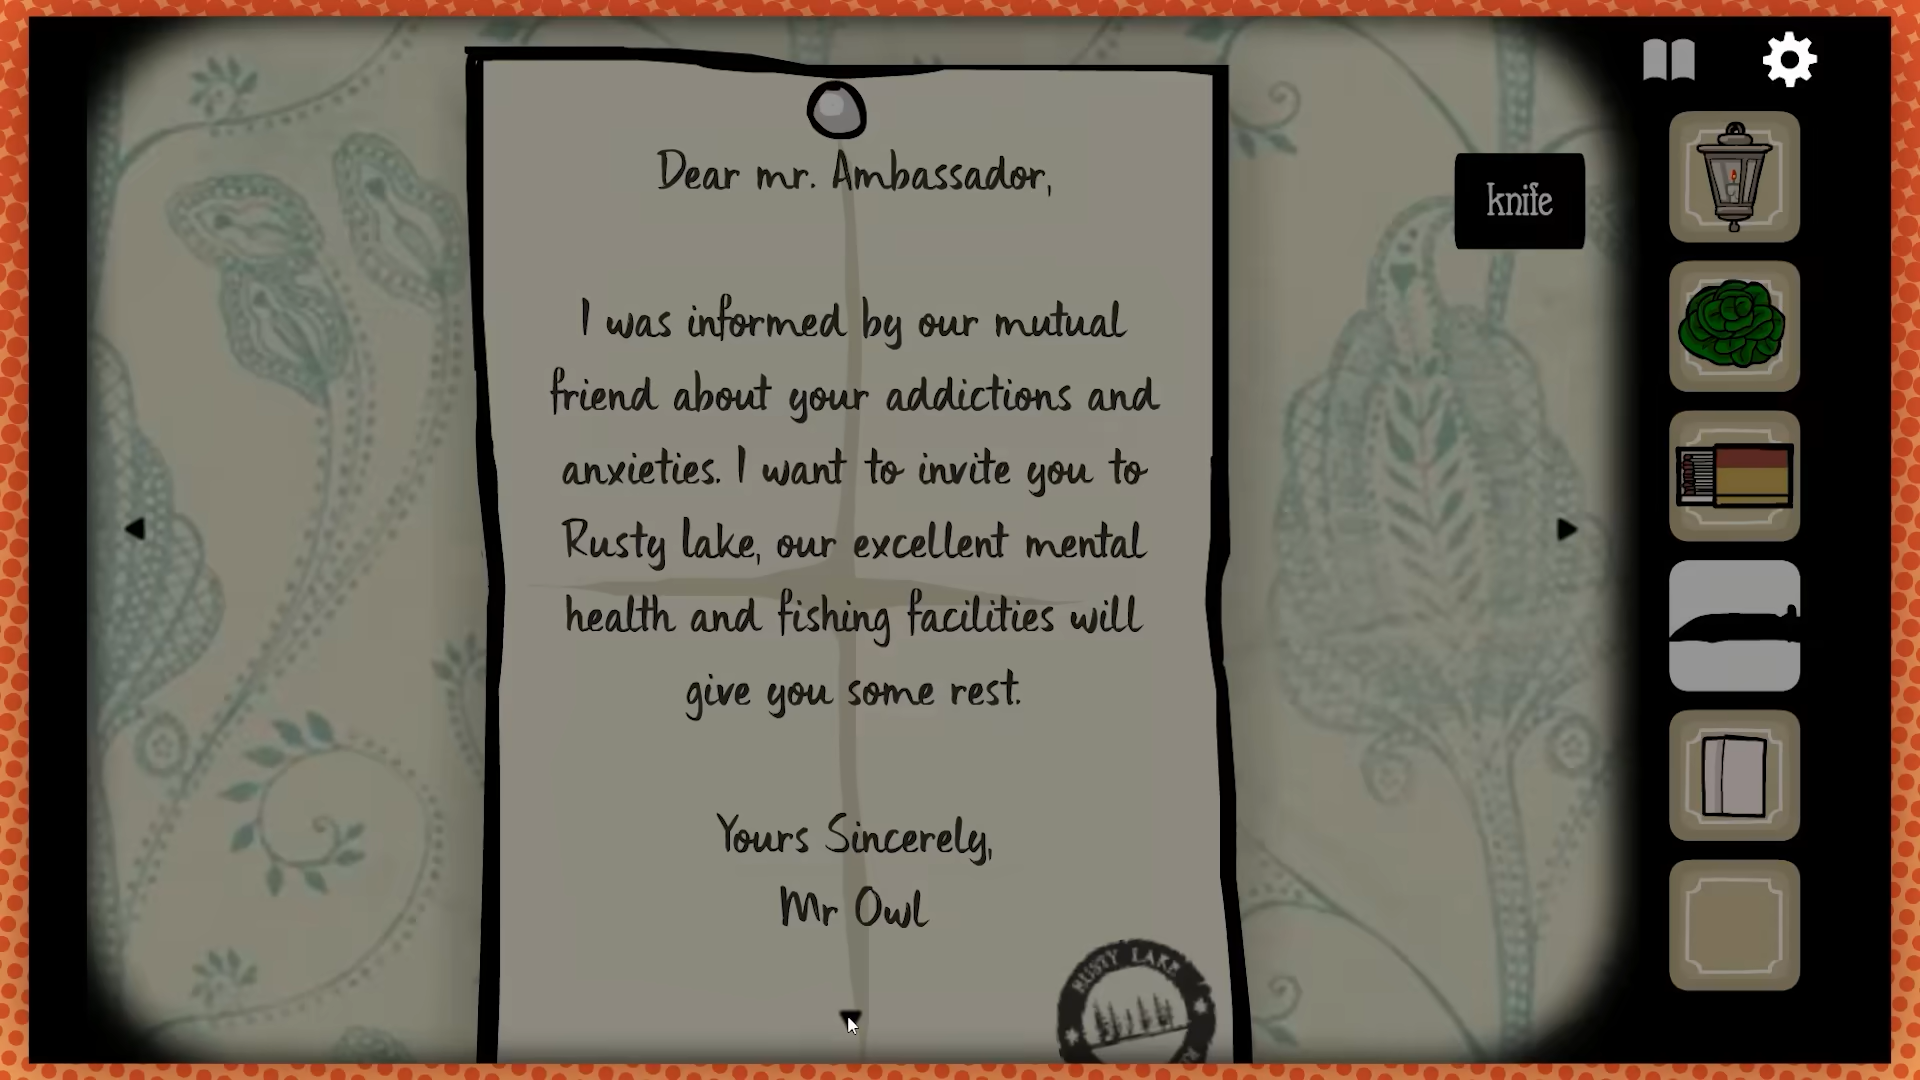 Dear mr. Ambassador,
knife
I was informed by our mutual
friend about your addictions and
anxieties. I want to invite you to
Rusty lake, our excellent mental
health and fishing facilities will
give you some rest.
Yours Sincerely,
Mr Owl
RUSTY LAKE